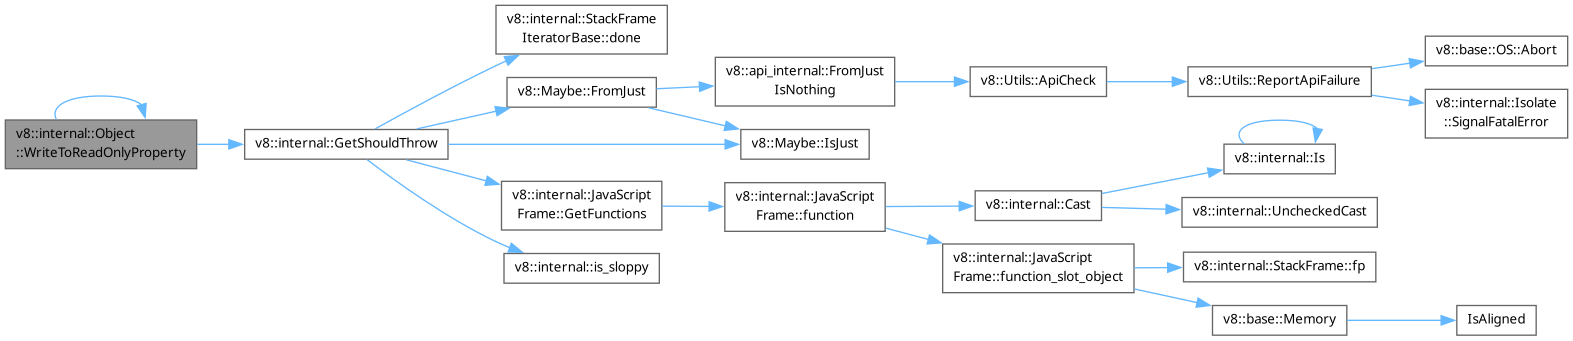 v8::internal::Object
::WriteToReadOnlyProperty
v8::internal::GetShouldThrow
v8::internal::StackFrame
IteratorBase::done
v8::Maybe::FromJust
v8::api_internal::FromJust
IsNothing
v8::Utils::ApiCheck
v8::Utils::ReportApiFailure
v8::base::OS::Abort
v8::internal::Isolate
::SignalFatalError
v8::Maybe::IsJust
v8::internal::JavaScript
Frame::GetFunctions
v8::internal::JavaScript
Frame::function
v8::internal::Cast
v8::internal::Is
v8::internal::UncheckedCast
v8::internal::JavaScript
Frame::function_slot_object
v8::internal::StackFrame::fp
v8::base::Memory
IsAligned
v8::internal::is_sloppy